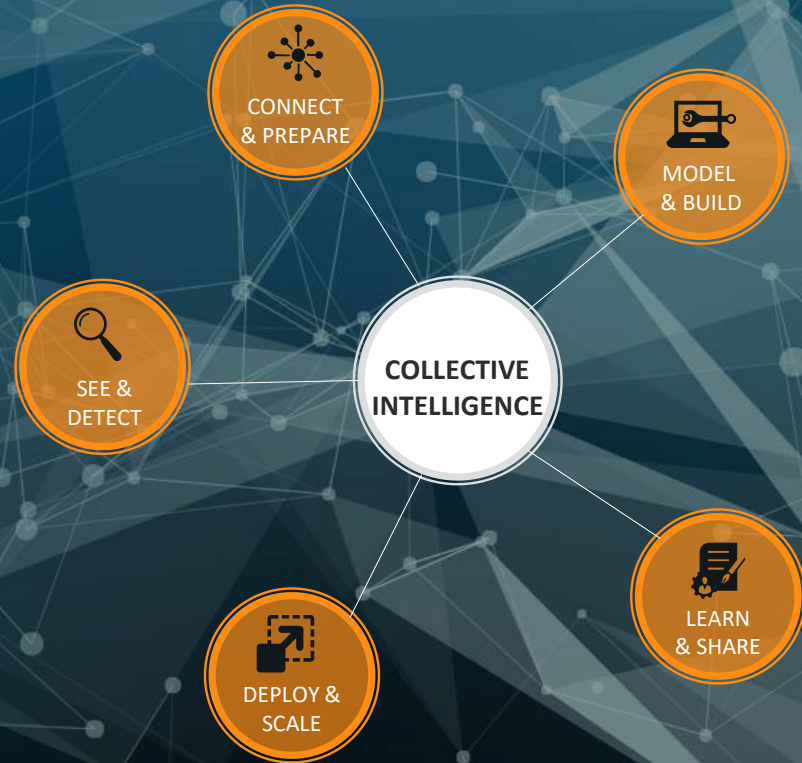 CONNECT
& PREPARE
MODEL
& BUILD
SEE &
DETECT
COLLECTIVE
INTELLIGENCE
LEARN
& SHARE
DEPLOY &
SCALE